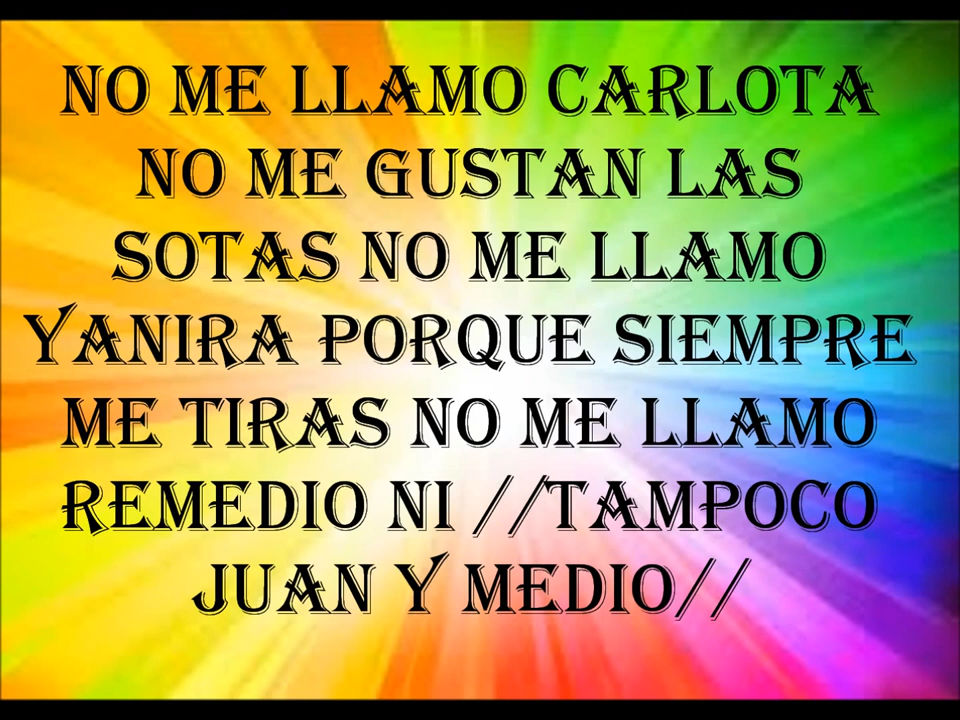 NO ME LLAMO CARLOTA
NO ME GUSTAN LAS
SOTAS NO ME LLAMO
YANIRA PORQUE SIEMPRE
ME TIRAS NO ME LLAMO
REMEDIO NI //TAMPOCO
JUAN Y MEDIO//